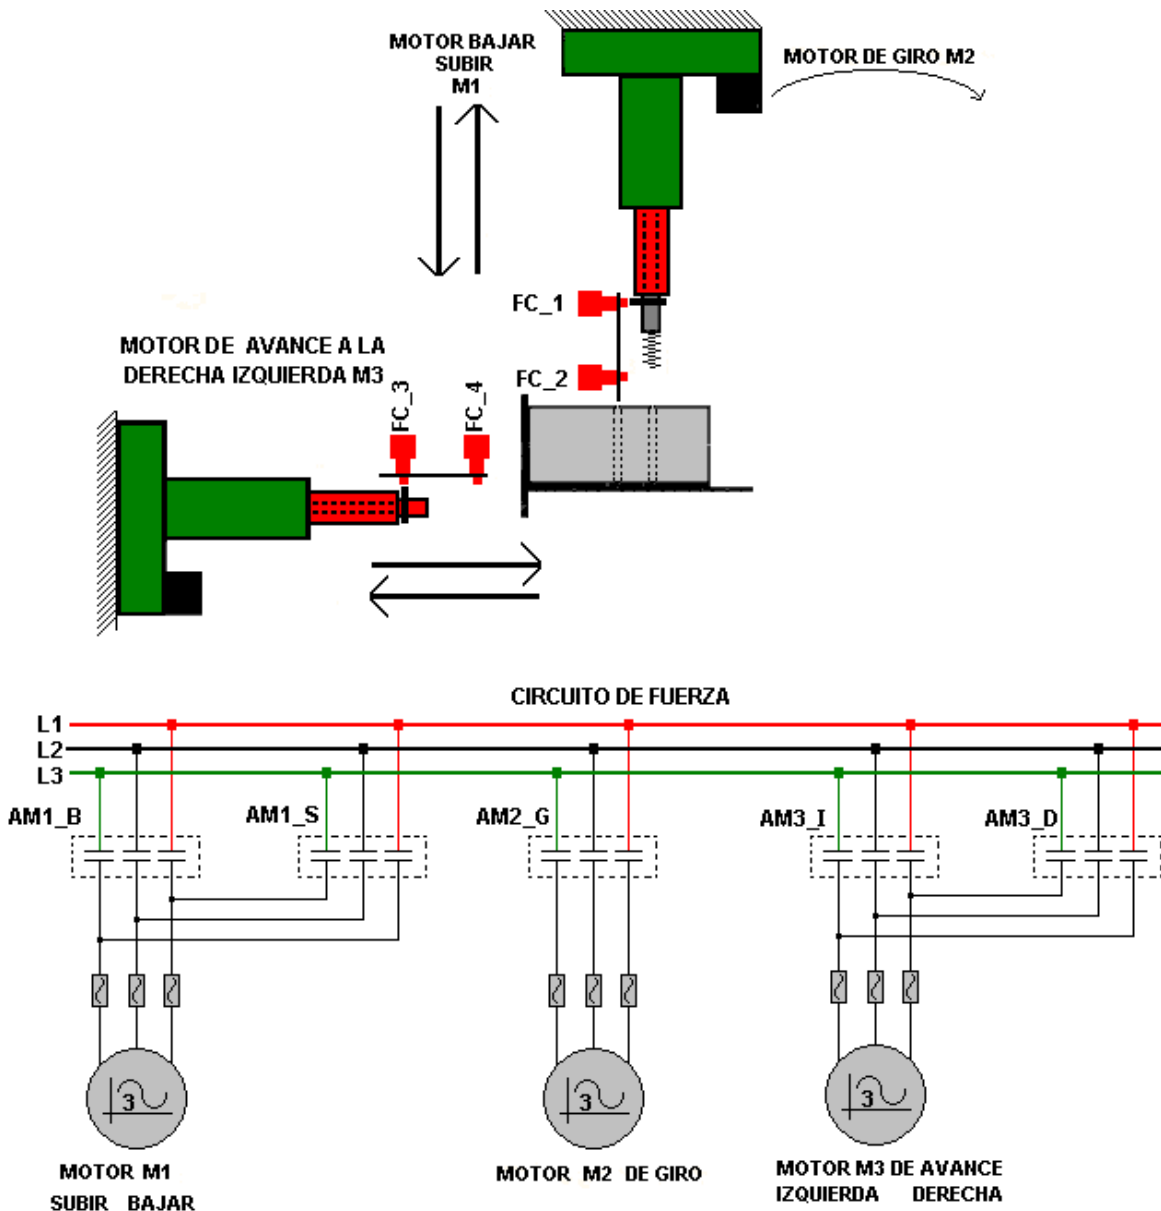 MOTOR BAJAR
SUBIR
M1
MOTOR DE GIRO M2
FC_1
MOTOR DE AVANCE A LA
DERECHA IZQUIERDA M3
FC_2
FC_3
FC_4
CIRCUITO DE FUERZA
L1
L2
L3
AM1_B
AM1_S
AM2_G
AM3_I
AM3_D
3
3
3
MOTOR M1
SUBIR BAJAR
MOTOR M2 DE GIRO
MOTOR M3 DE AVANCE
IZQUIERDA DERECHA